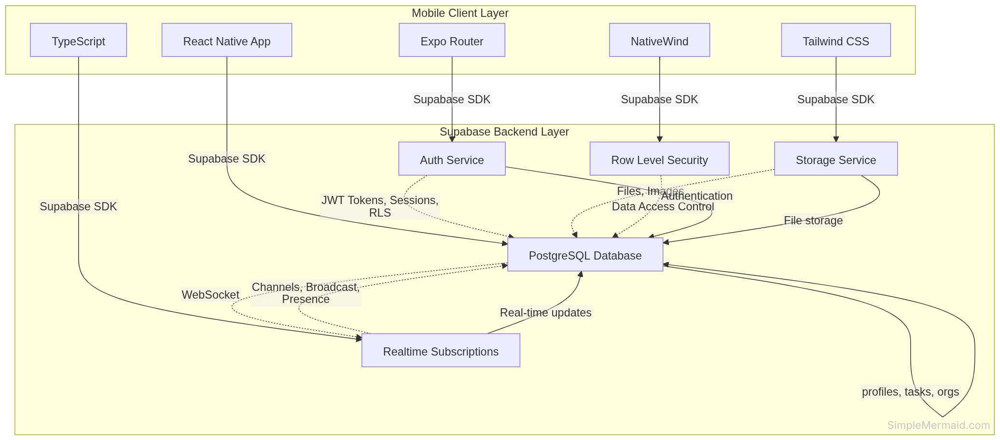 Mobile Client Layer
TypeScript
React Native App
Expo Router
NativeWind
Tailwind CSS
Supabase SDK
Supabase SDK
Supabase SDK
Supabase Backend Layer
Supabase SDK
Auth Service
Row Level Security
Storage Service
Supabase SDK
JWT Tokens, Sessions,
RLS
Files, Images
Authentication
Data Access Control
File storage
PostgreSQL Database
WebSocket
Channels, Broadcast,
Presence
Real-time updates
Realtime Subscriptions
profiles, tasks, orgs
SimpleMermaid.com